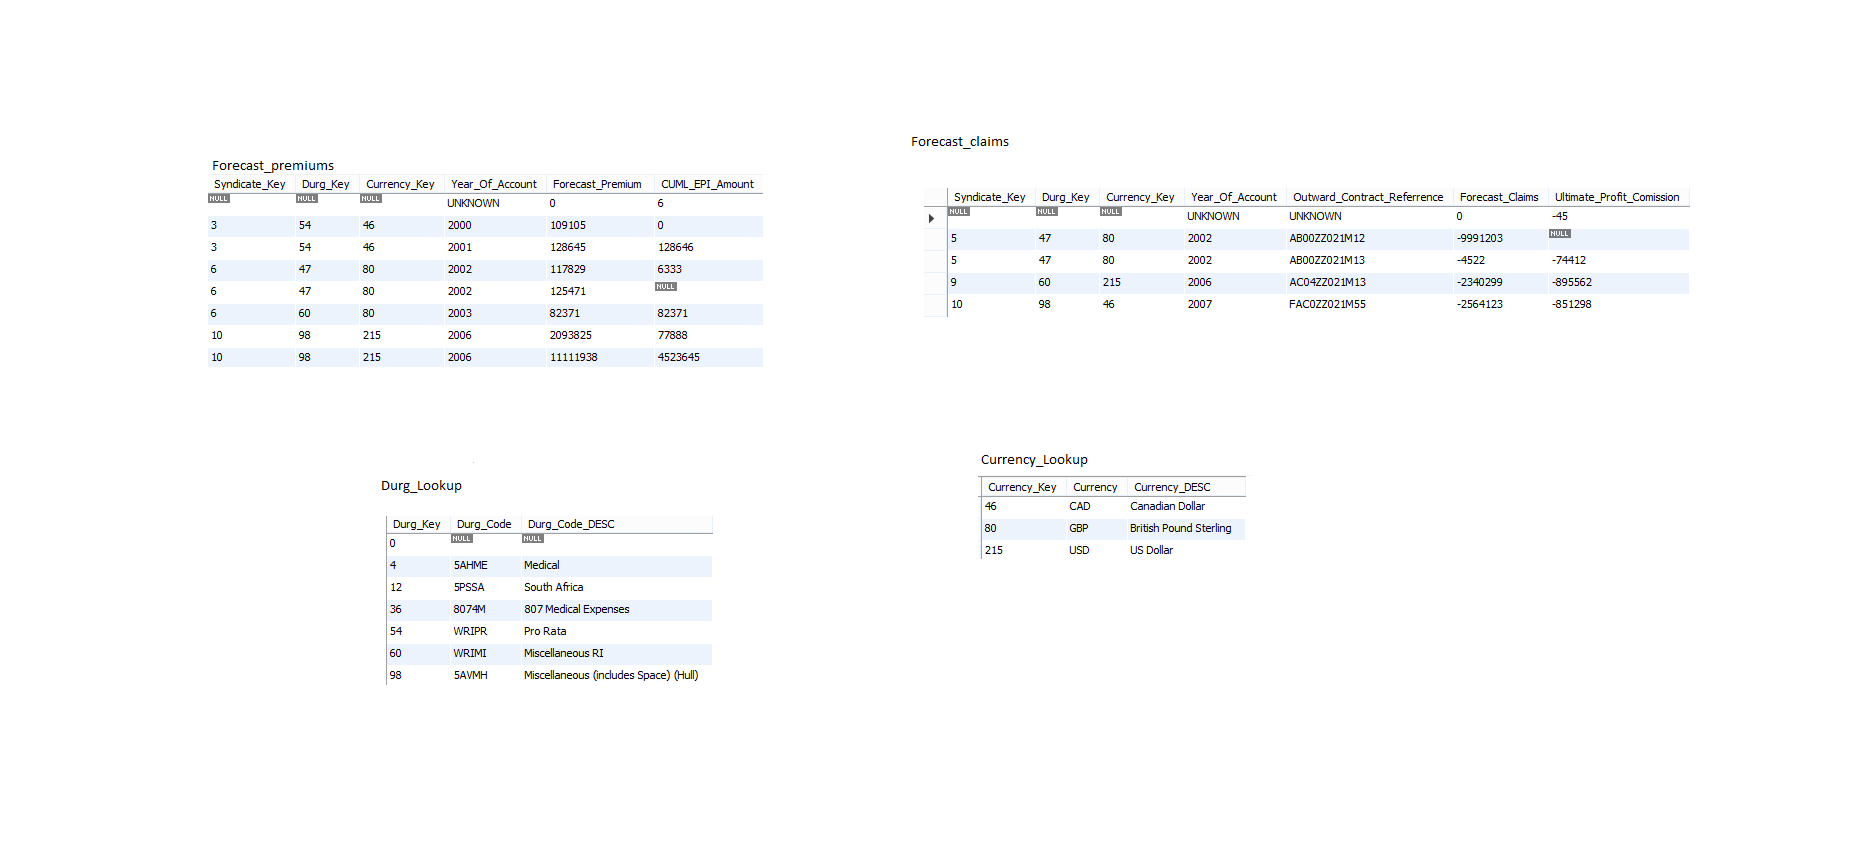 Forecast_premiums
Syndicate_Key Durg_Key Currency_Key Year_Of_Account Forecast_Premium CUML_EPI_Amount
NULL NULL NULL UNKNOWN 0 6
3 54 46 2000 109105 0
3 54 46 2001 128645 128646
6 47 80 2002 117829 6333
6 47 80 2002 125471 NULL
6 60 80 2003 82371 82371
10 98 215 2006 2093825 77888
10 98 215 2006 11111938 4523645
Forecast_claims
Syndicate_Key Durg_Key Currency_Key Year_Of_Account Outward_Contract_Referrence Forecast_Claims Ultimate_Profit_Comission
NULL NULL NULL UNKNOWN UNKNOWN 0 -45
5 47 80 2002 AB00ZZ021M12 -9991203 NULL
5 47 80 2002 AB00ZZ021M13 -4522 -74412
9 60 215 2006 AC04ZZ021M13 -2340299 -895562
10 98 46 2007 FAC0ZZ021M55 -2564123 -851298
Durg_Lookup
Durg_Key Durg_Code Durg_Code_DESC
0 NULL NULL
4 5AHME Medical
12 5PSSA South Africa
36 8074M 807 Medical Expenses
54 WRIPR Pro Rata
60 WRIMI Miscellaneous RI
98 5AVMH Miscellaneous (includes Space) (Hull)
Currency_Lookup
Currency_Key Currency Currency_DESC
46 CAD Canadian Dollar
80 GBP British Pound Sterling
215 USD US Dollar